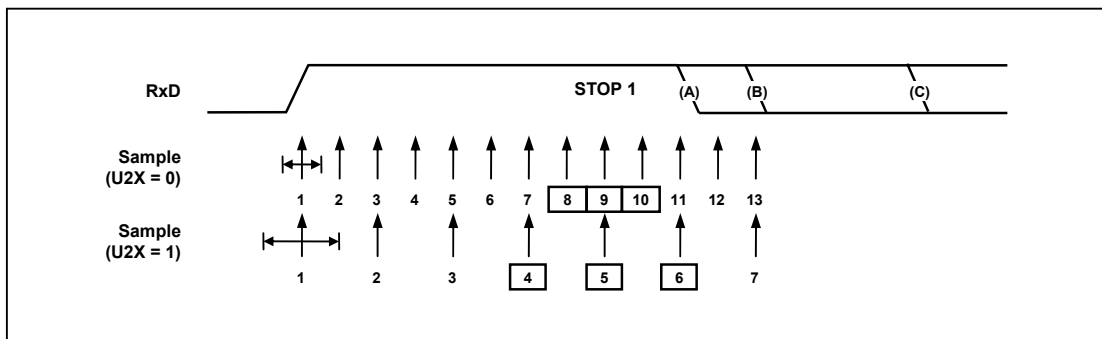 RxD STOP 1 (A) (B) (C)
Sample
(U2X = 0)
1 2 3 4 5 6 7 8 9 10 11 12 13
Sample
(U2X = 1)
1 2 3 4 5 6 7